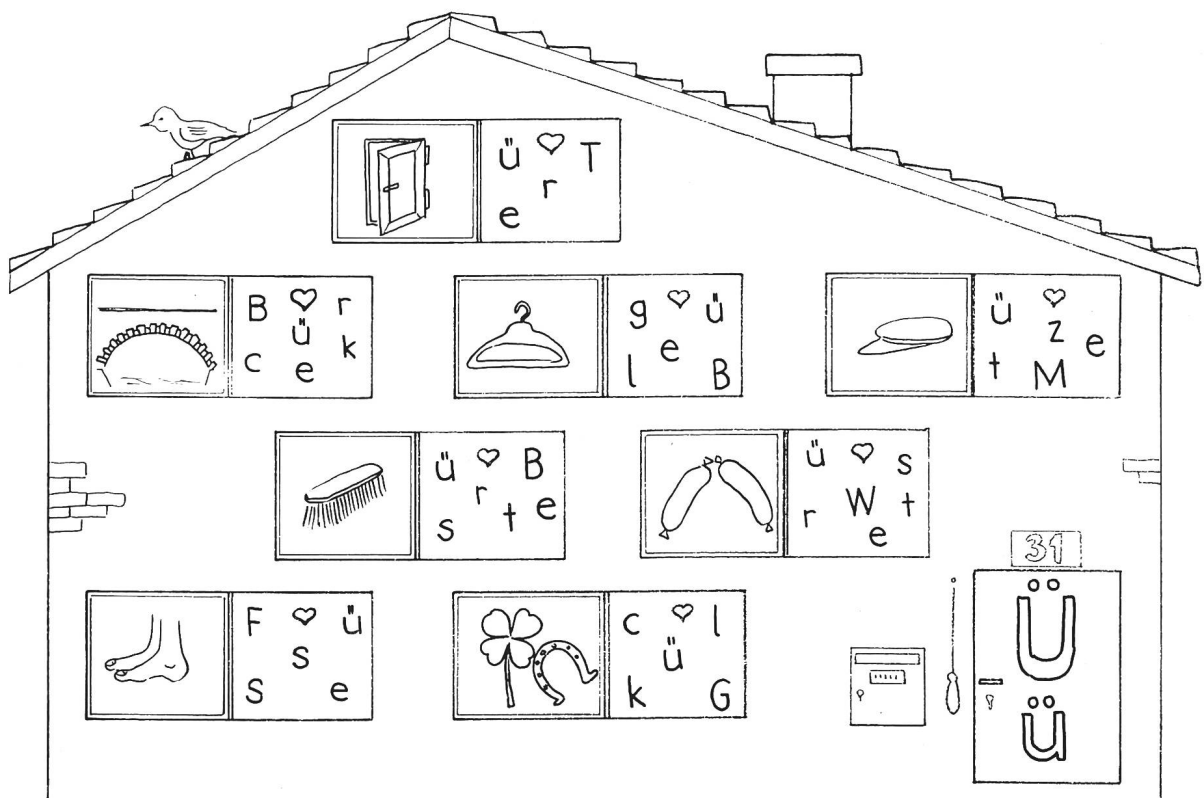 ü T
r
e
B r
ü
c e k
g ü
e
l B
ü
z
t M e
ü B
r
s t e
ü s
r W t
e
31
F ü
s
s e
c l
ü
k G
Ü
ü